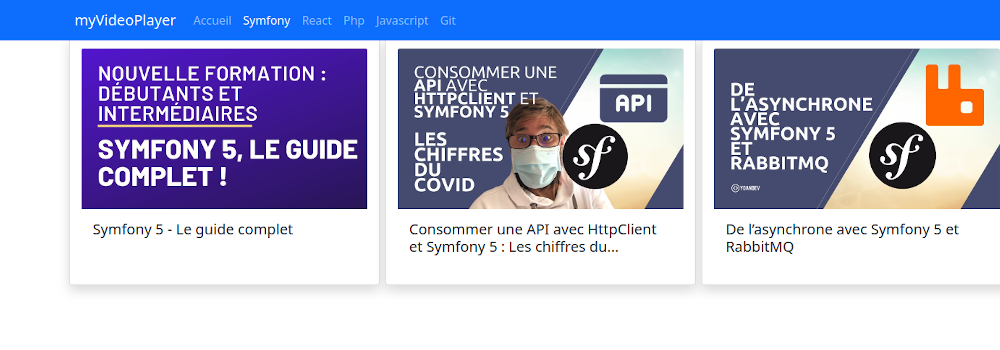 myVideoPlayer Accueil Symfony React Php Javascript Git
NOUVELLE FORMATION :
DÉBUTANTS ET
INTERMÉDIAIRES
SYMFONY 5, LE GUIDE
COMPLET !
Symfony 5 - Le guide complet
CONSOMMER UNE
API AVEC
HTTPCLIENT ET
SYMFONY 5
LES
CHIFFRES
DU
COVID
API
sf
Consommer une API avec HttpClient
et Symfony 5 : Les chiffres du...
DE
L'ASYNCHRONE
AVEC
SYMFONY 5
ET
RABBITMQ
YOANDEV
sf
De l’asynchrone avec Symfony 5 et
RabbitMQ